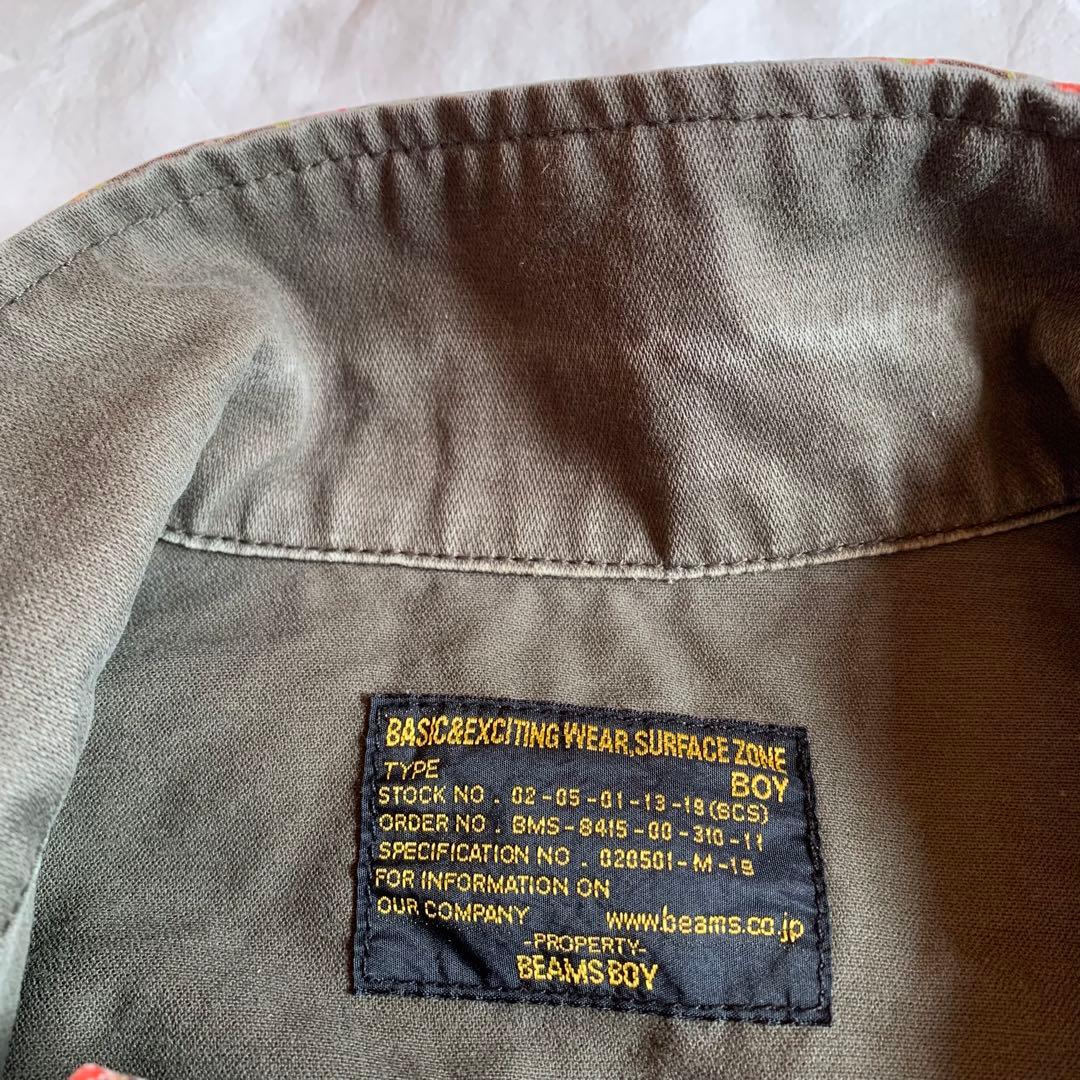 BASIC&EXCITING WEAR, SURFACE ZONE
TYPE BOY
STOCK NO. 02-05-01-13-19(SCS)
ORDER NO. BMS-8415-00-310-11
SPECIFICATION NO. 020501-M-19
FOR INFORMATION ON
OUR COMPANY www.beams.co.jp
-PROPERTY-
BEAMS BOY